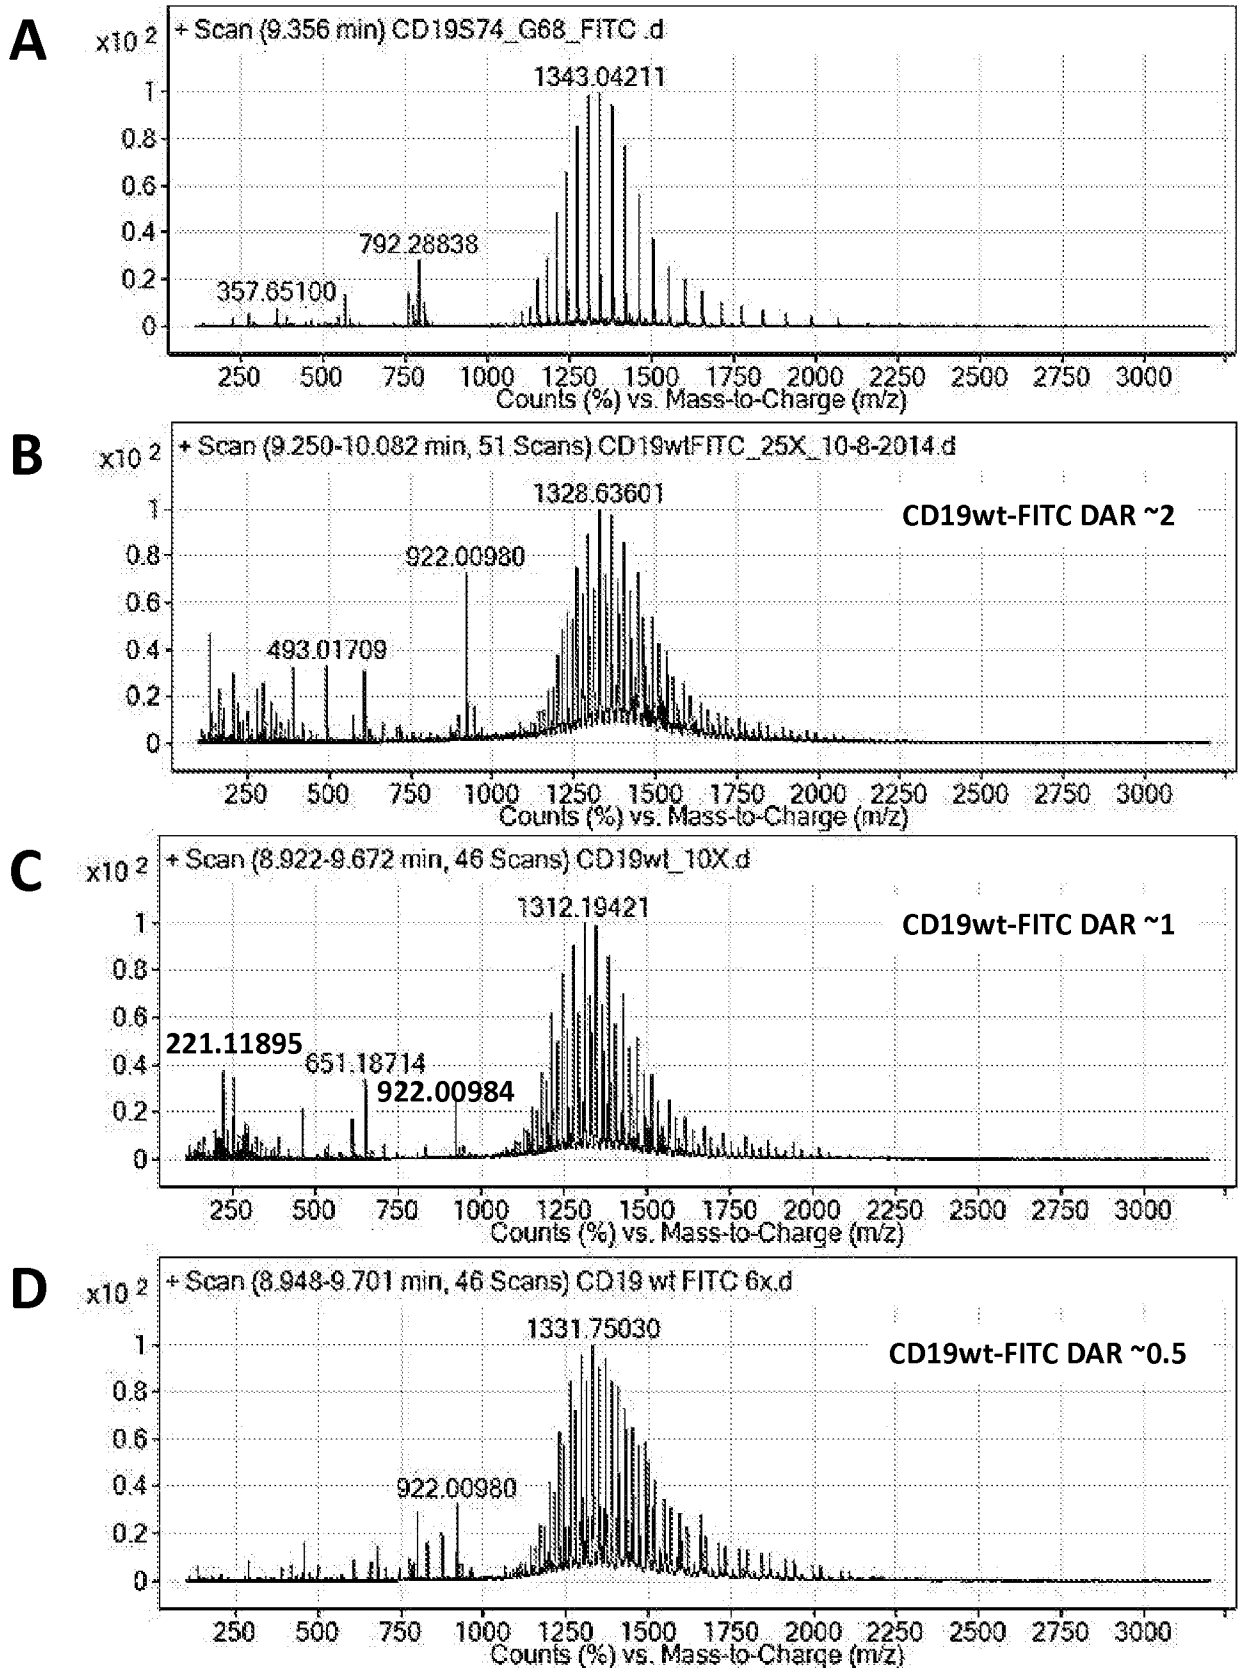 A
+ Scan (9.356 min) CD19S74_G68_FITC .d
x10 2
1343.04211
1
0.8
0.6
0.4
792.28838
0.2
357.65100
0
250 500 750 1000 1250 1500 1750 2000 2250 2500 2750 3000
Counts (%) vs. Mass-to-Charge (m/z)
B
+ Scan (9.250-10.082 min, 51 Scans) CD19wtFITC_25X_10-8-2014.d
x10 2
1328.63601
1
CD19wt-FITC DAR ~2
0.8
922.00980
0.6
0.4
493.01709
0.2
0
250 500 750 1000 1250 1500 1750 2000 2250 2500 2750 3000
Counts (%) vs. Mass-to-Charge (m/z)
C
+ Scan (8.922-9.672 min, 46 Scans) CD19wt_10X.d
x10 2
1312.19421
1
CD19wt-FITC DAR ~1
0.8
0.6
221.11895
0.4
651.18714
922.00984
0.2
0
250 500 750 1000 1250 1500 1750 2000 2250 2500 2750 3000
Counts (%) vs. Mass-to-Charge (m/z)
D
+ Scan (8.948-9.701 min, 46 Scans) CD19 wt FITC 6x.d
x10 2
1331.75030
1
CD19wt-FITC DAR ~0.5
0.8
0.6
0.4
922.00980
0.2
0
250 500 750 1000 1250 1500 1750 2000 2250 2500 2750 3000
Counts (%) vs. Mass-to-Charge (m/z)